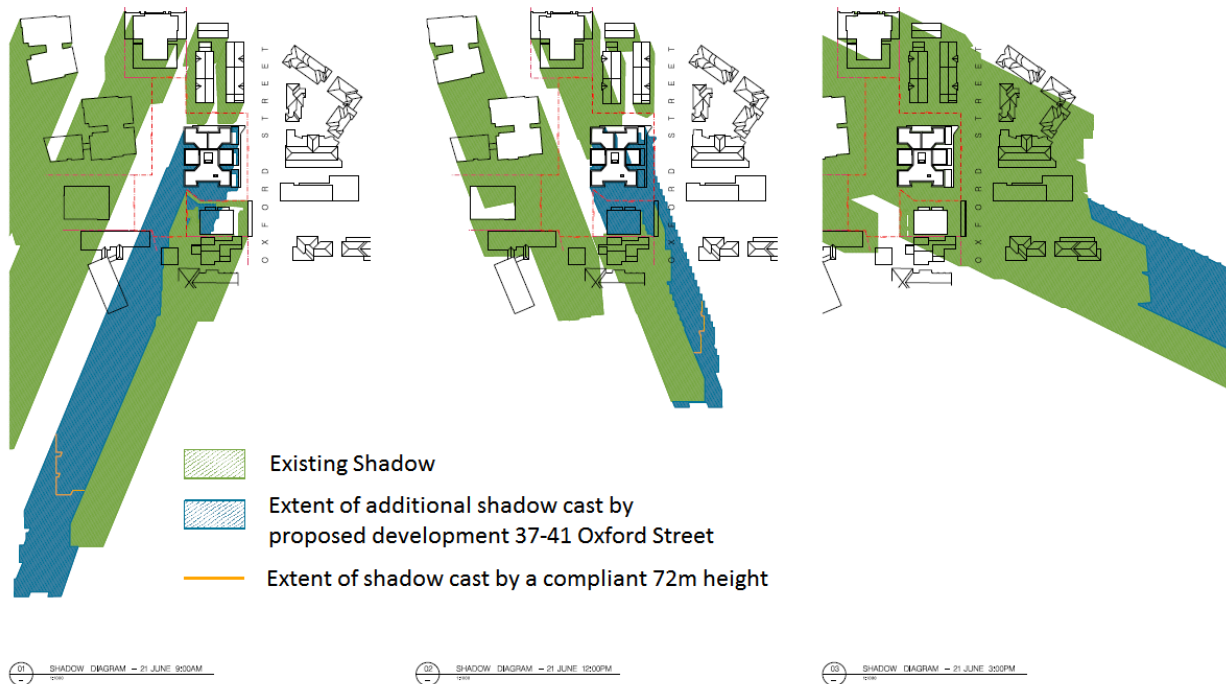 OXFORD STREET
OXFORD STREET
OXFORD STREET
Existing Shadow
Extent of additional shadow cast by
proposed development 37-41 Oxford Street
Extent of shadow cast by a compliant 72m height
01 SHADOW DIAGRAM – 21 JUNE 9:00AM
02 SHADOW DIAGRAM – 21 JUNE 12:00PM
03 SHADOW DIAGRAM – 21 JUNE 3:00PM